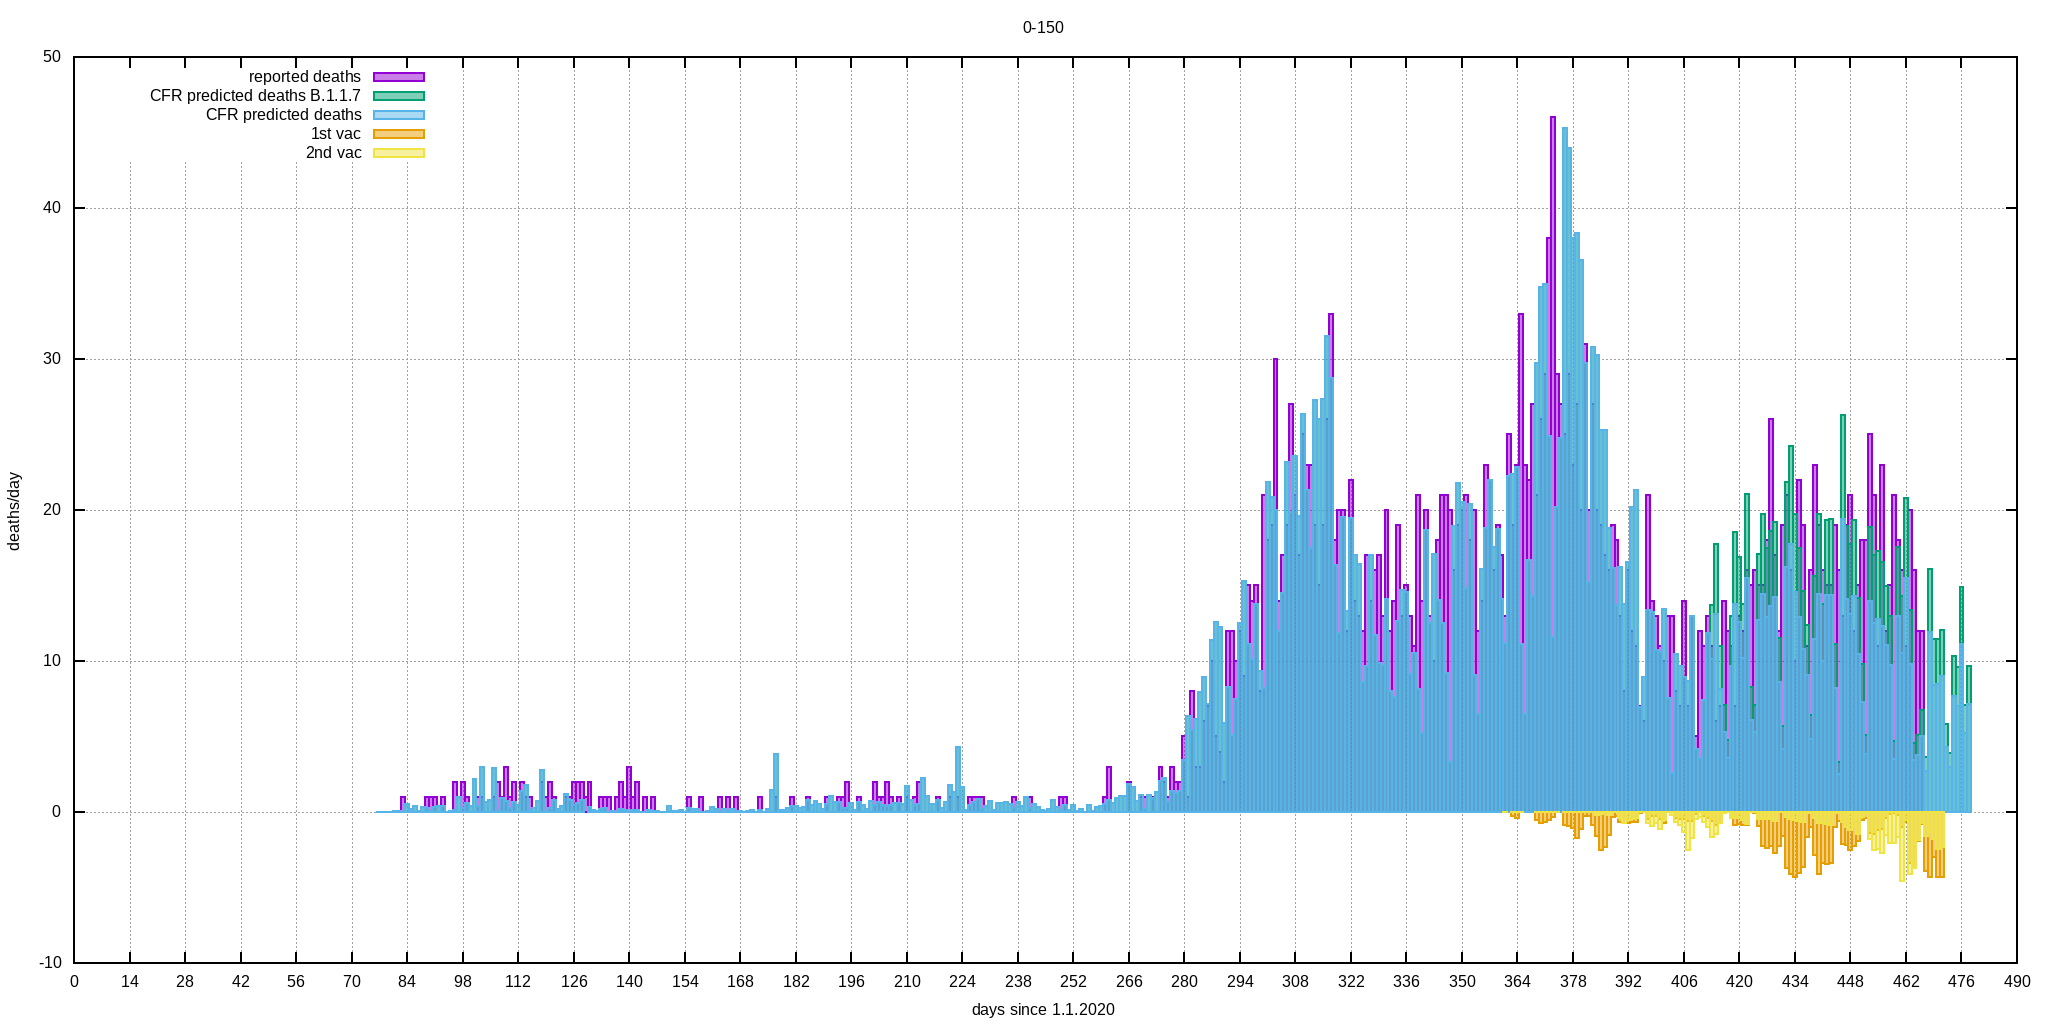 0-150
50
40
30
20
10
0
-10
deaths/day
reported deaths
CFR predicted deaths B.1.1.7
CFR predicted deaths
1st vac
2nd vac
0 14 28 42 56 70 84 98 112 126 140 154 168 182 196 210 224 238 252 266 280 294 308 322 336 350 364 378 392 406 420 434 448 462 476 490
days since 1.1.2020